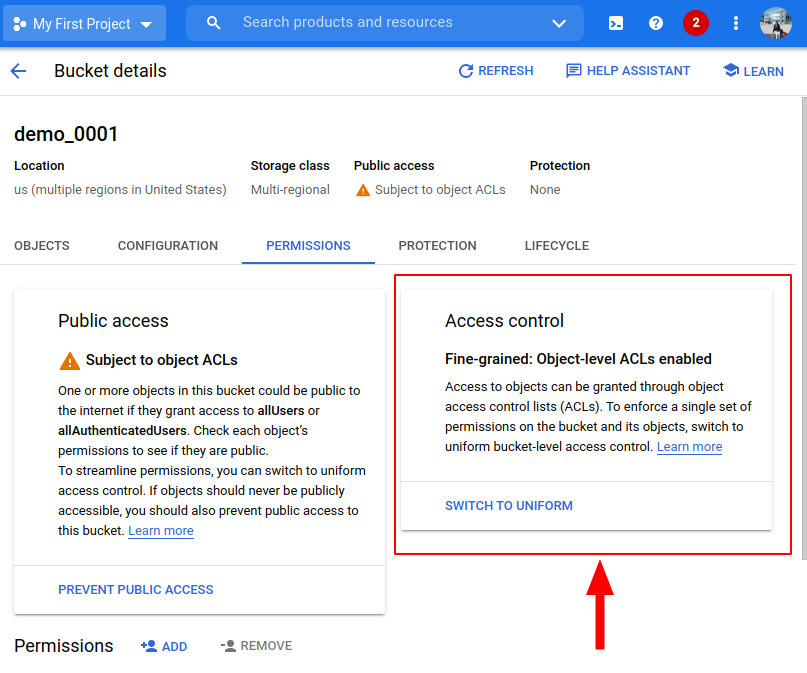 My First Project
Search products and resources
2
Bucket details
REFRESH
HELP ASSISTANT
LEARN
demo_0001
Location
Storage class
Public access
Protection
us (multiple regions in United States)
Multi-regional
Subject to object ACLs
None
OBJECTS
CONFIGURATION
PERMISSIONS
PROTECTION
LIFECYCLE
Public access
Subject to object ACLs
One or more objects in this bucket could be public to
the internet if they grant access to allUsers or
allAuthenticatedUsers. Check each object’s
permissions to see if they are public.
To streamline permissions, you can switch to uniform
access control. If objects should never be publicly
accessible, you should also prevent public access to
this bucket. Learn more
PREVENT PUBLIC ACCESS
Access control
Fine-grained: Object-level ACLs enabled
Access to objects can be granted through object
access control lists (ACLs). To enforce a single set of
permissions on the bucket and its objects, switch to
uniform bucket-level access control. Learn more
SWITCH TO UNIFORM
Permissions
ADD
REMOVE